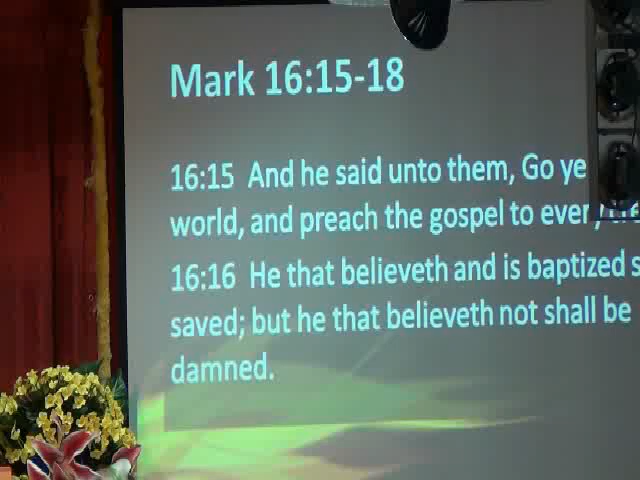 Mark 16:15-18
16:15 And he said unto them, Go ye
world, and preach the gospel to every
16:16 He that believeth and is baptized s
saved; but he that believeth not shall be
damned.